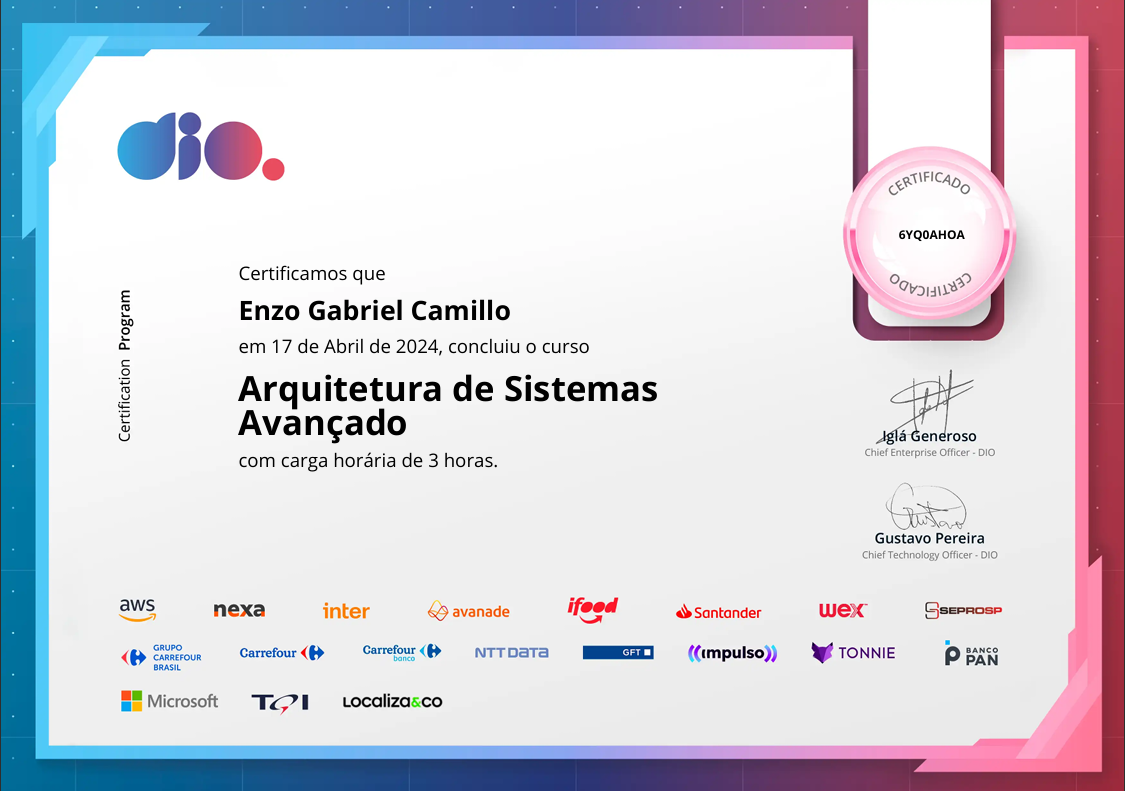 dio.
CERTIFICADO
6YQ0AHOA
CERTIFICADO
Certification Program
Certificamos que
Enzo Gabriel Camillo
em 17 de Abril de 2024, concluiu o curso
Arquitetura de Sistemas
Avançado
com carga horária de 3 horas.
Iglá Generoso
Chief Enterprise Officer - DIO
Gustavo Pereira
Chief Technology Officer - DIO
aws nexa inter avanade ifood Santander wex SEPROSP
GRUPO
CARREFOUR
BRASIL
Carrefour
Carrefour
banco
NTT DATA GFT impulso TONNIE
BANCO
PAN
Microsoft TQI Localiza&co